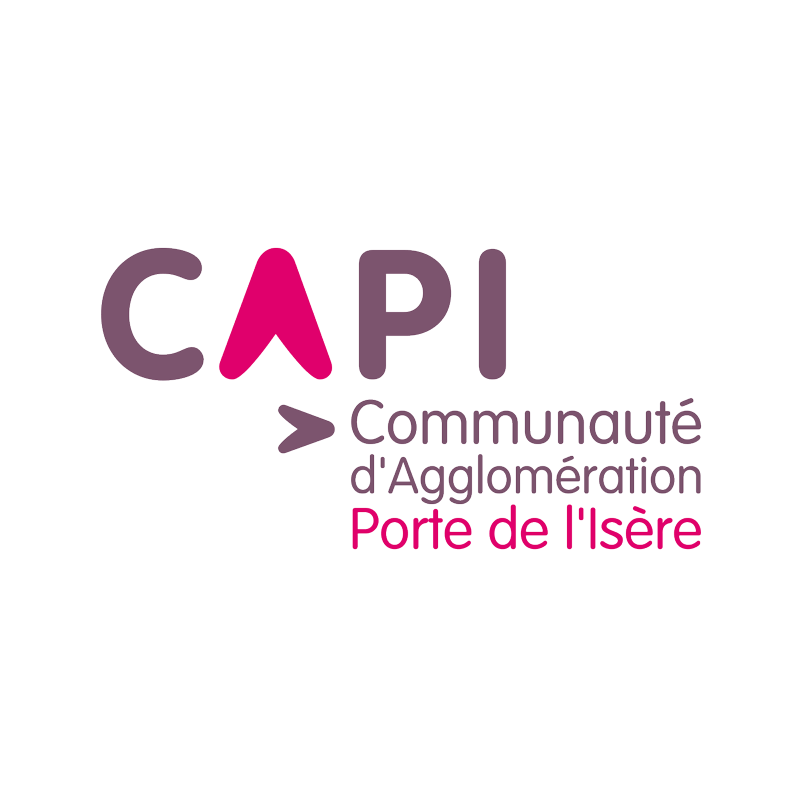 CAPI
Communauté
d'Agglomération
Porte de l'Isère